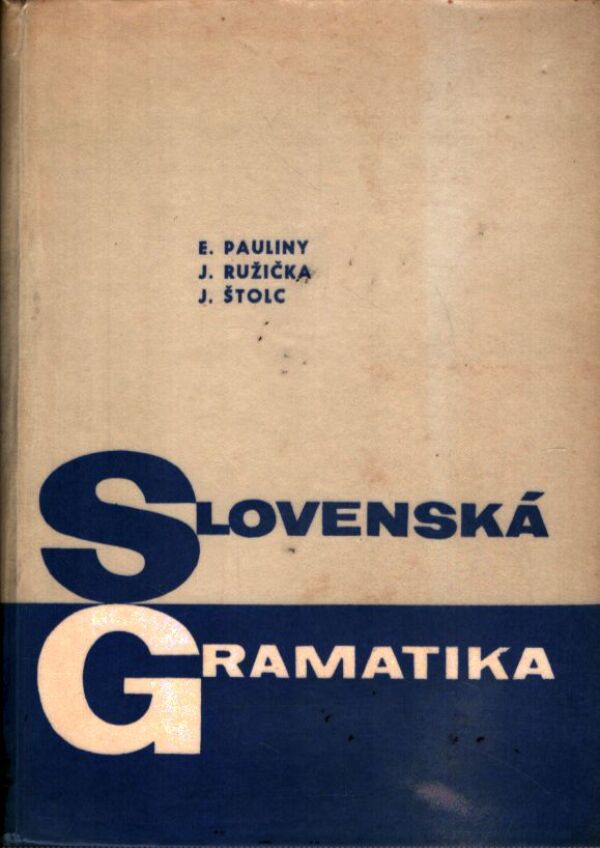 E. PAULINY
J. RUŽIČKA
J. ŠTOLC
SLOVENSKÁ
GRAMATIKA